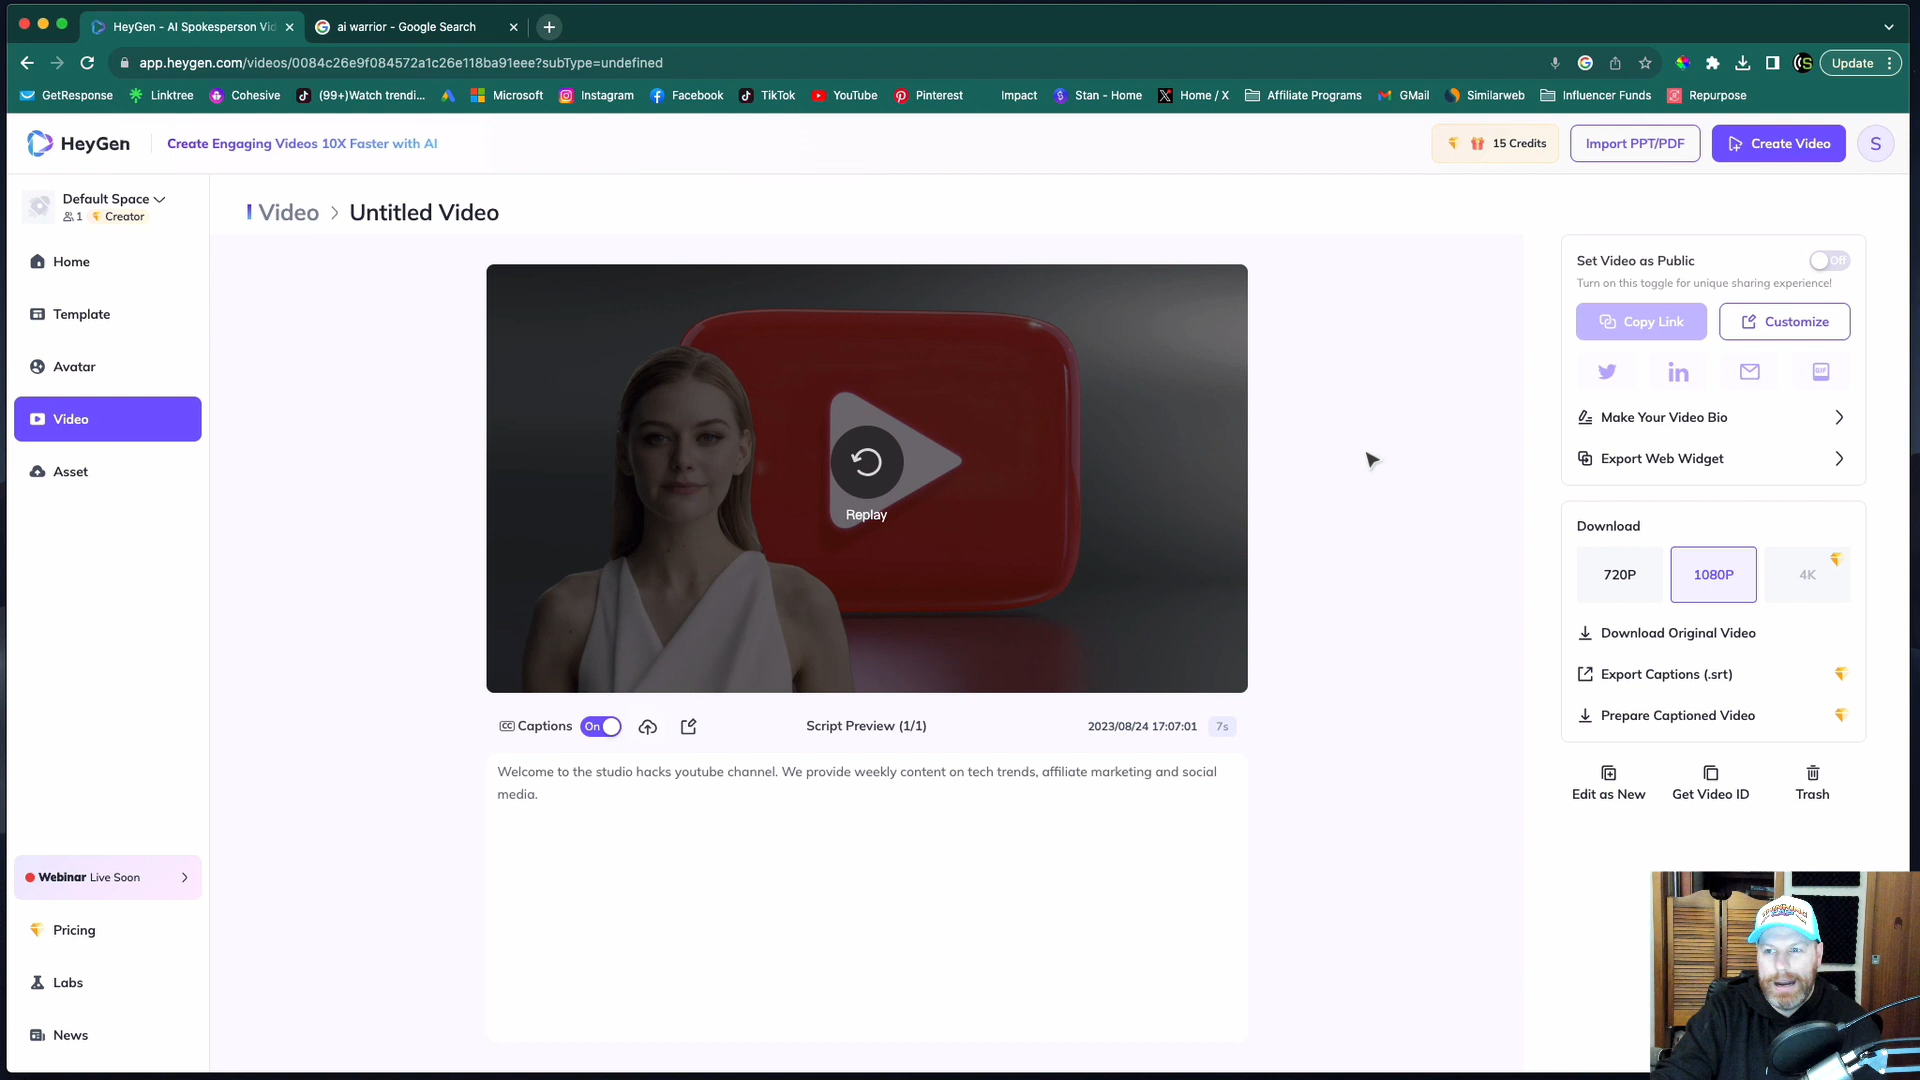 HeyGen - AI Spokesperson Vid
ai warrior - Google Search
app.heygen.com/videos/0084c26e9f084572a1c26e118ba91eee?subType=undefined
Update
GetResponse
Linktree
Cohesive
(99+)Watch trendi...
Microsoft
Instagram
Facebook
TikTok
YouTube
Pinterest
Impact
Stan - Home
Home / X
Affiliate Programs
GMail
Similarweb
Influencer Funds
Repurpose
HeyGen
Create Engaging Videos 10X Faster with AI
15 Credits
Import PPT/PDF
Create Video
S
Default Space
1 Creator
Home
Template
Avatar
Video
Asset
Webinar Live Soon
Pricing
Labs
News
Video > Untitled Video
Replay
CC Captions On
Script Preview (1/1)
2023/08/24 17:07:01
7s
Welcome to the studio hacks youtube channel. We provide weekly content on tech trends, affiliate marketing and social
media.
Set Video as Public
Off
Turn on this toggle for unique sharing experience!
Copy Link
Customize
GIF
Make Your Video Bio
Export Web Widget
Download
720P
1080P
4K
Download Original Video
Export Captions (.srt)
Prepare Captioned Video
Edit as New
Get Video ID
Trash